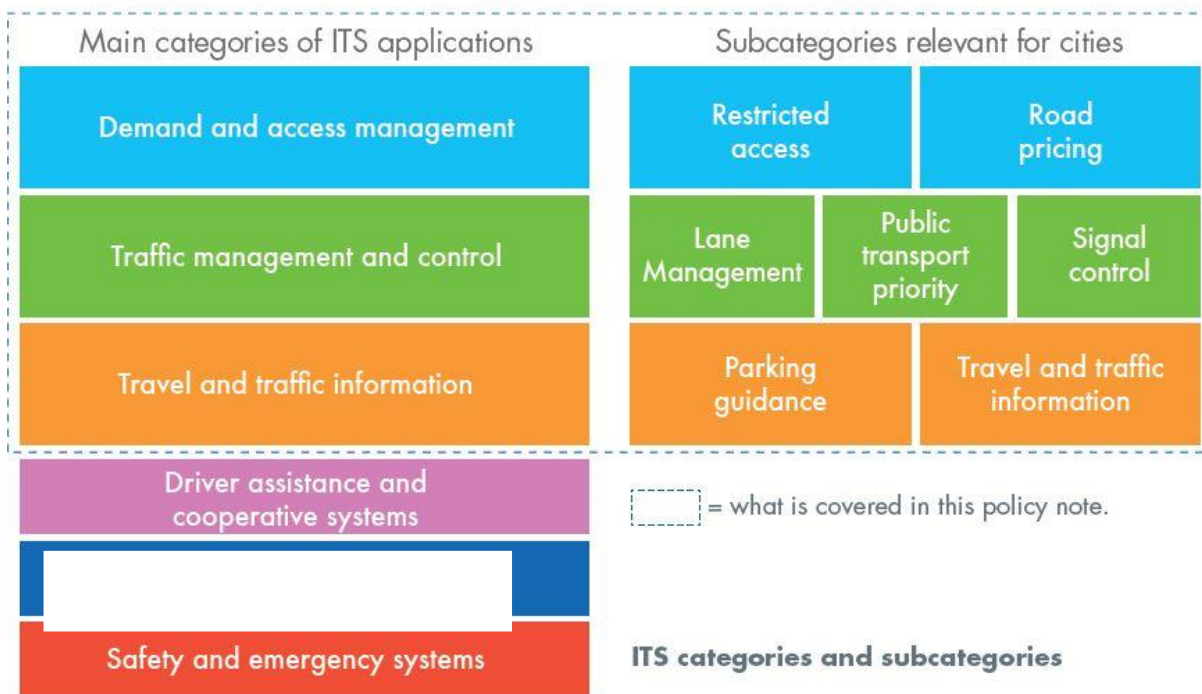 Main categories of ITS applications
Subcategories relevant for cities
Demand and access management
Restricted
access
Road
pricing
Traffic management and control
Lane
Management
Public
transport
priority
Signal
control
Travel and traffic information
Parking
guidance
Travel and traffic
information
Driver assistance and
cooperative systems
= what is covered in this policy note.
Safety and emergency systems
ITS categories and subcategories